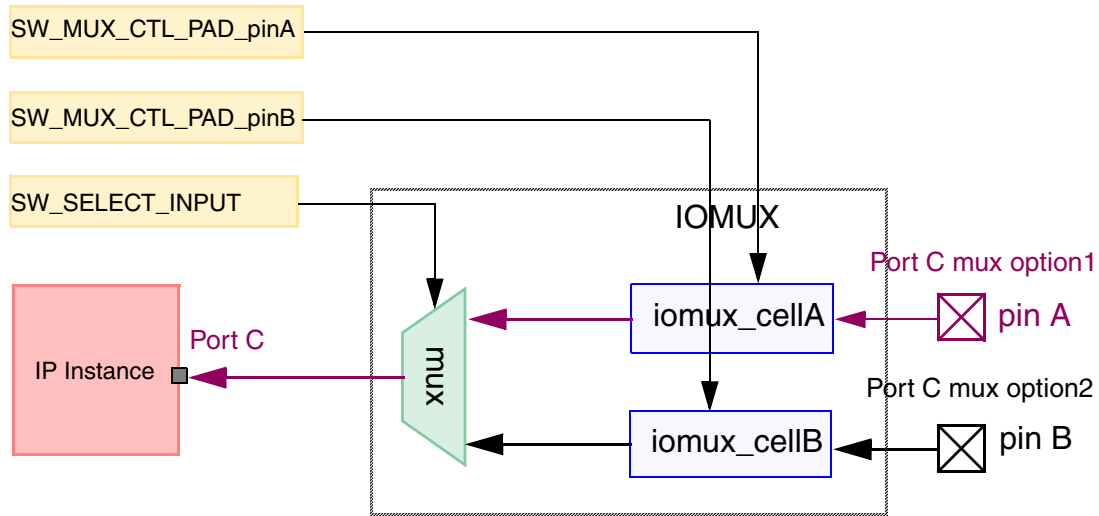 SW_MUX_CTL_PAD_pinA
SW_MUX_CTL_PAD_pinB
SW_SELECT_INPUT
IOMUX
Port C mux option1
iomux_cellA
pin A
Port C
IP Instance
mux
Port C mux option2
iomux_cellB
pin B